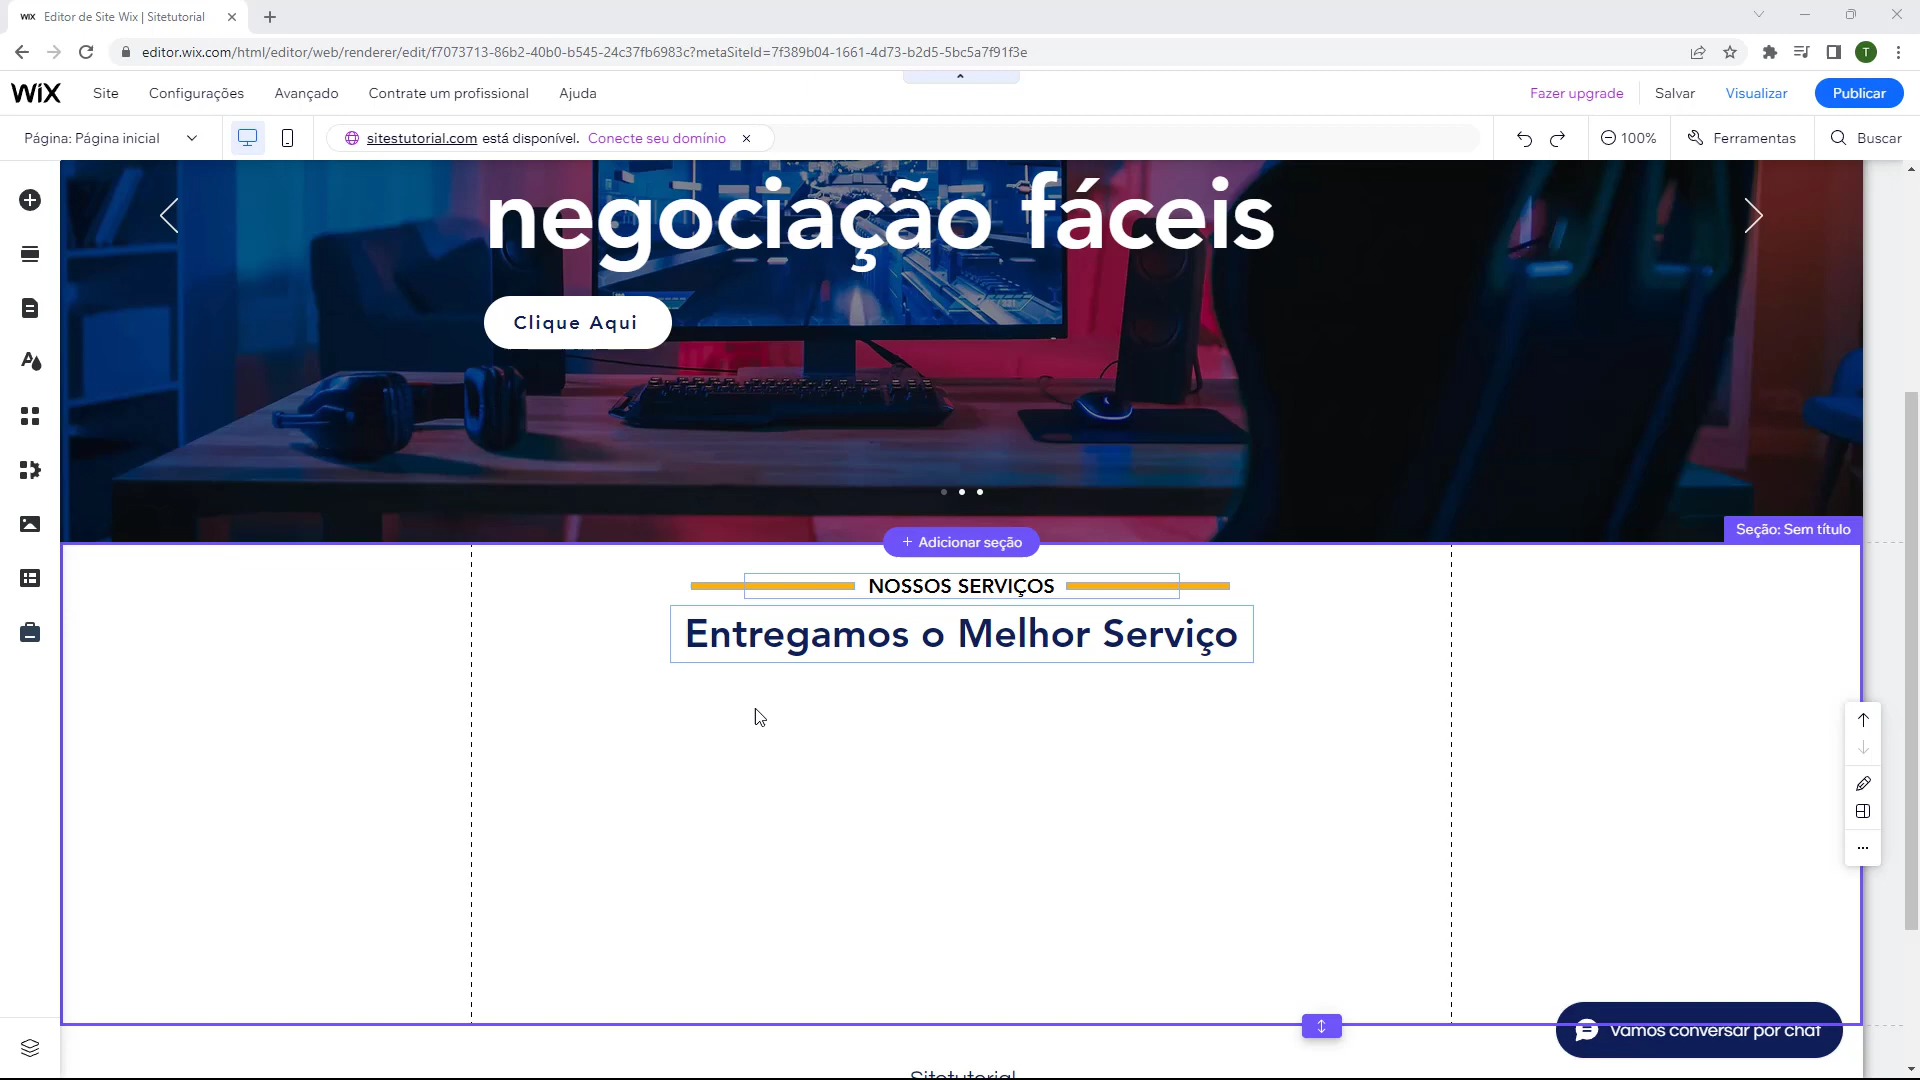 WIX Editor de Site Wix | Sitetutorial
editor.wix.com/html/editor/web/renderer/edit/f7073713-86b2-40b0-b545-24c37fb6983c?metaSiteId=7f389b04-1661-4d73-b2d5-5bc5a7f91f3e
T
WIX Site Configurações Avançado Contrate um profissional Ajuda Fazer upgrade Salvar Visualizar Publicar
Página: Página inicial sitestutorial.com está disponível. Conecte seu domínio 100% Ferramentas Buscar
negociação fáceis
Clique Aqui
Seção: Sem título
+ Adicionar seção
NOSSOS SERVIÇOS
Entregamos o Melhor Serviço
Vamos conversar por chat
Sitetutorial